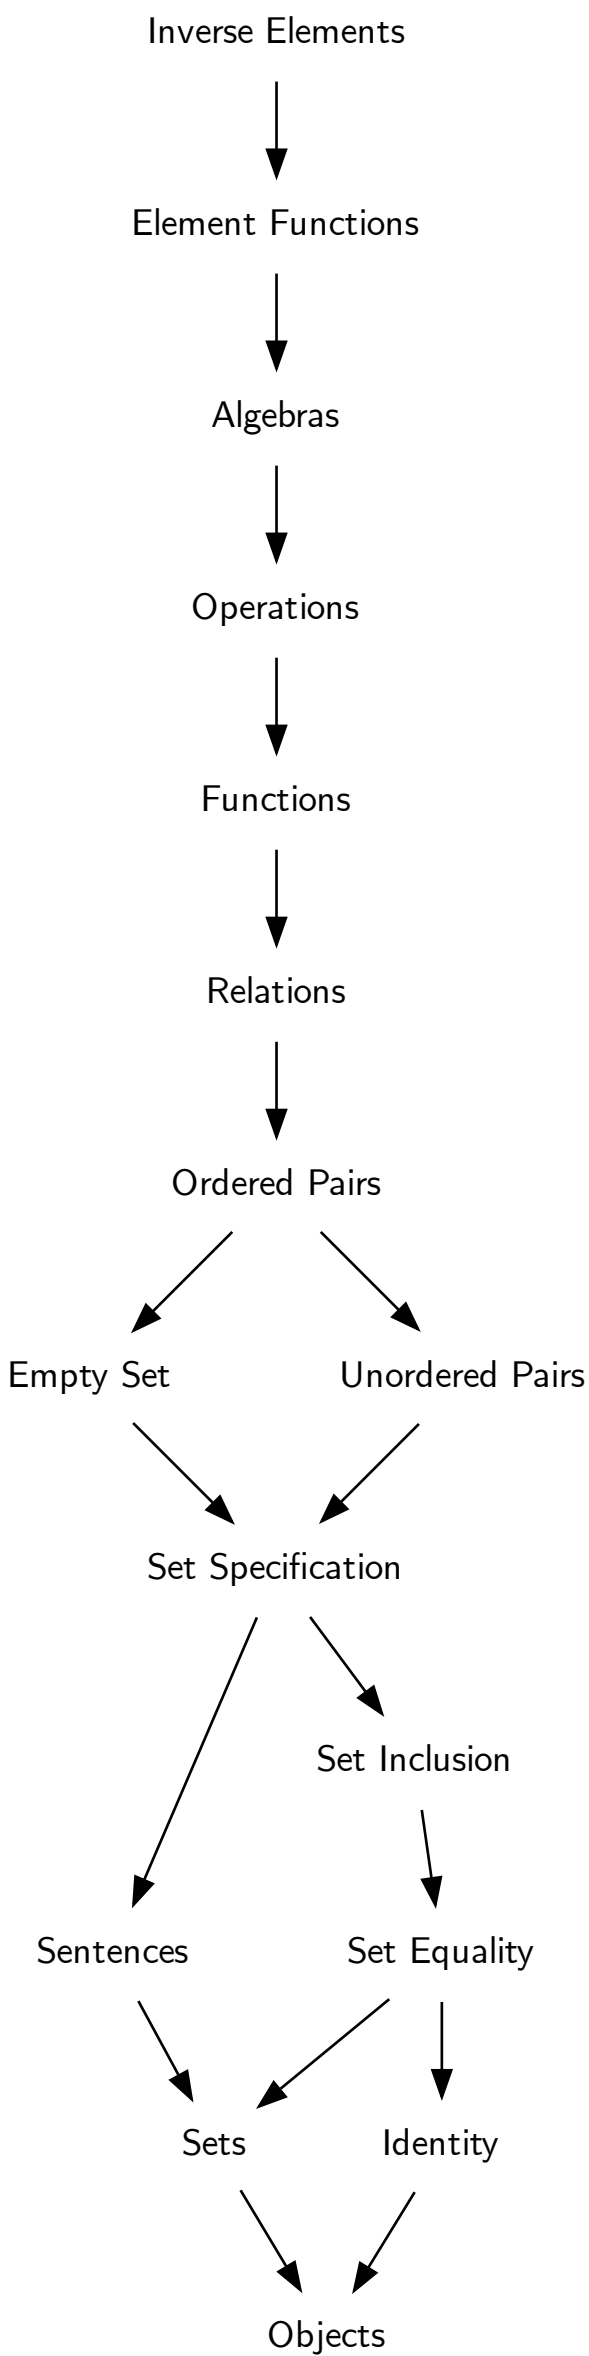 Inverse Elements
Element Functions
Algebras
Operations
Functions
Relations
Ordered Pairs
Empty Set
Unordered Pairs
Set Specification
Set Inclusion
Sentences
Set Equality
Sets
Identity
Objects